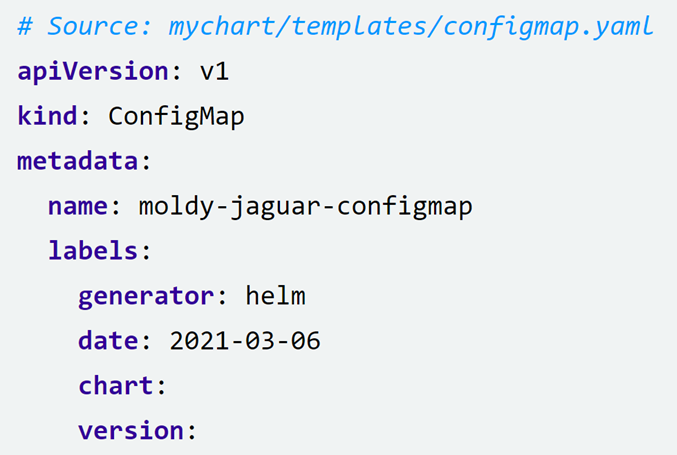 # Source: mychart/templates/configmap.yaml
apiVersion: v1
kind: ConfigMap
metadata:
  name: moldy-jaguar-configmap
  labels:
    generator: helm
    date: 2021-03-06
    chart:
    version: